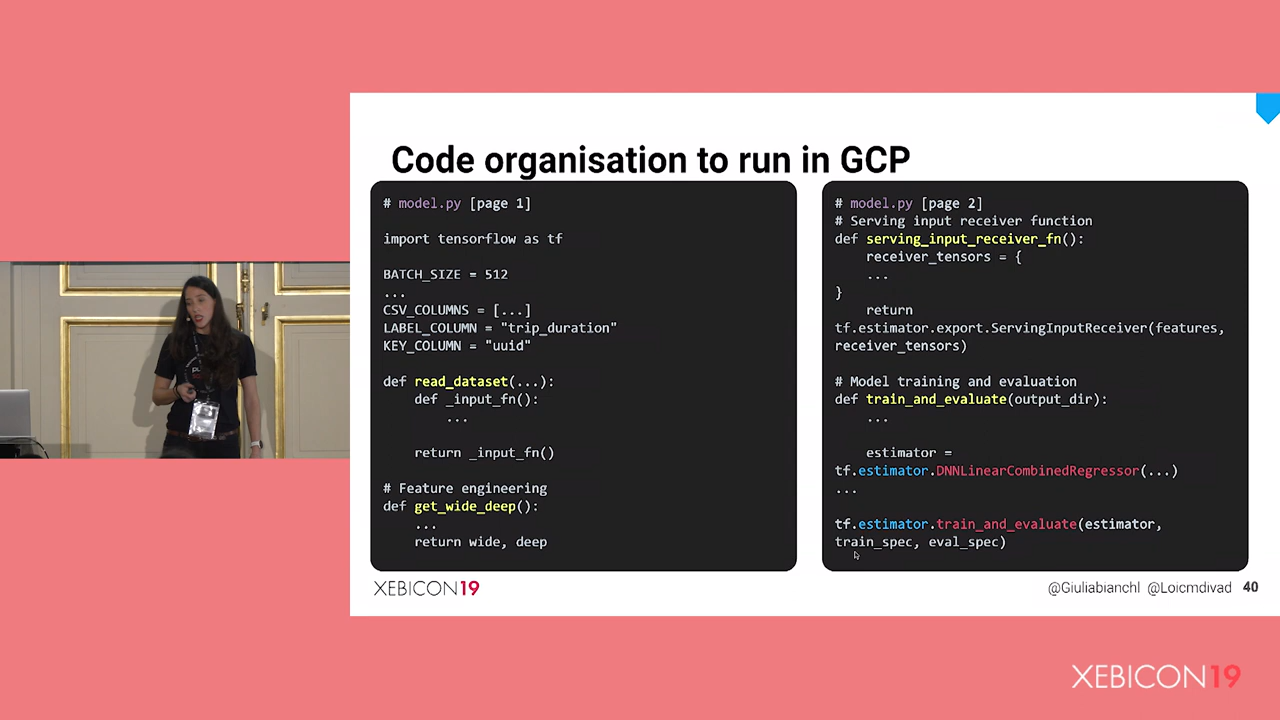 Code organisation to run in GCP
# model.py [page 1]
import tensorflow as tf
BATCH_SIZE = 512
...
CSV_COLUMNS = [...]
LABEL_COLUMN = "trip_duration"
KEY_COLUMN = "uuid"
def read_dataset(...):
def _input_fn():
...
return _input_fn()
# Feature engineering
def get_wide_deep():
...
return wide, deep
# model.py [page 2]
# Serving input receiver function
def serving_input_receiver_fn():
receiver_tensors = {
...
}
return
tf.estimator.export.ServingInputReceiver(features,
receiver_tensors)
# Model training and evaluation
def train_and_evaluate(output_dir):
...
estimator =
tf.estimator.DNNLinearCombinedRegressor(...)
...
tf.estimator.train_and_evaluate(estimator,
train_spec, eval_spec)
XEBICON19
@Giuliabianchl @Loicmdivad 40
XEBICON19